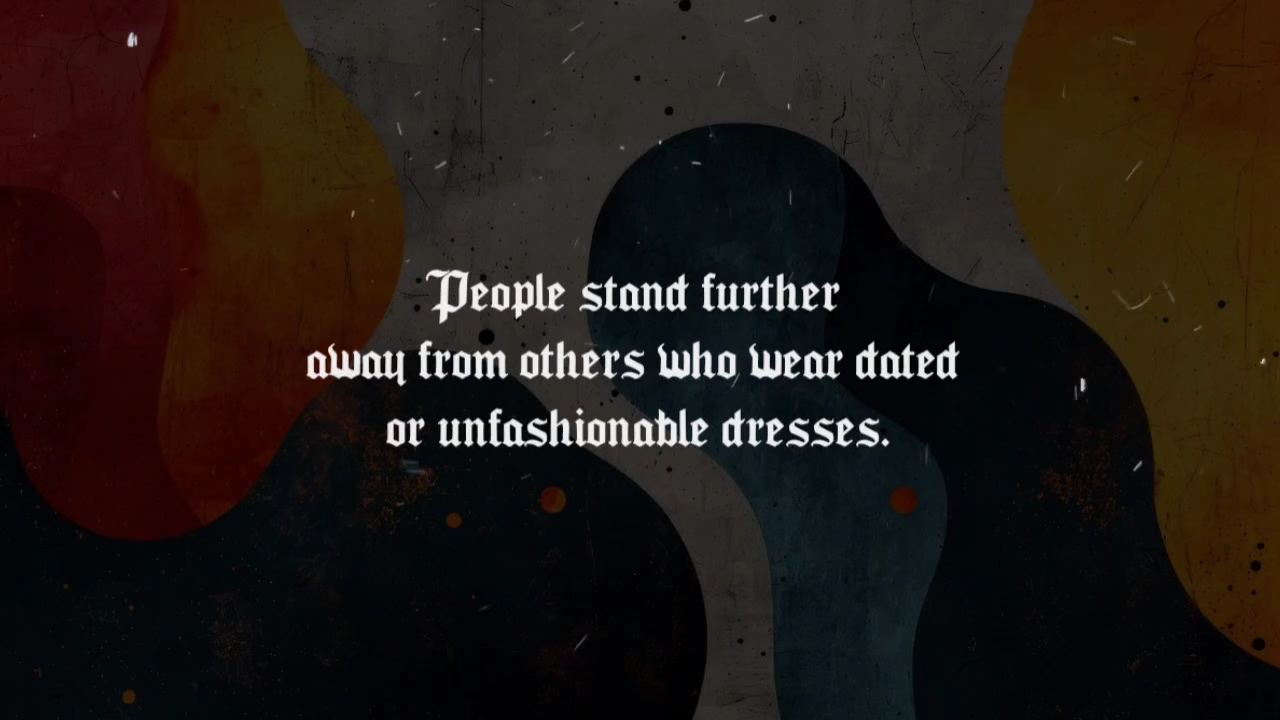 People stand further
away from others who wear dated
or unfashionable dresses.